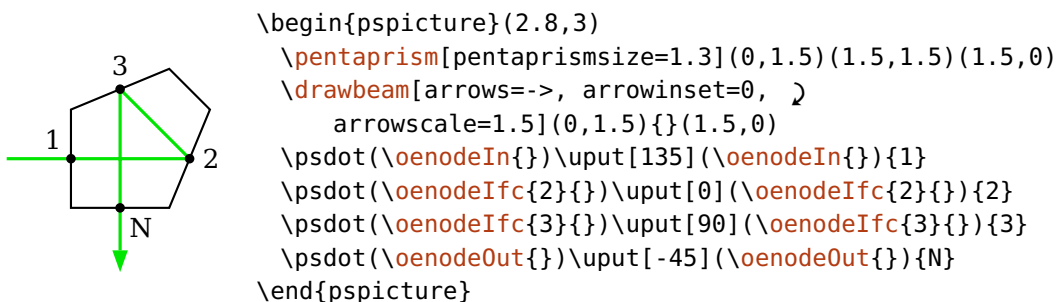 3
1
2
N
\begin{pspicture}(2.8,3)
\pentaprism[pentaprismsize=1.3](0,1.5)(1.5,1.5)(1.5,0)
\drawbeam[arrows=->, arrowinset=0,
arrowscale=1.5](0,1.5){}(1.5,0)
\psdot(\oenodeIn{})\uput[135](\oenodeIn{}){1}
\psdot(\oenodeIfc{2}{})\uput[0](\oenodeIfc{2}{}){2}
\psdot(\oenodeIfc{3}{})\uput[90](\oenodeIfc{3}{}){3}
\psdot(\oenodeOut{})\uput[-45](\oenodeOut{}){N}
\end{pspicture}